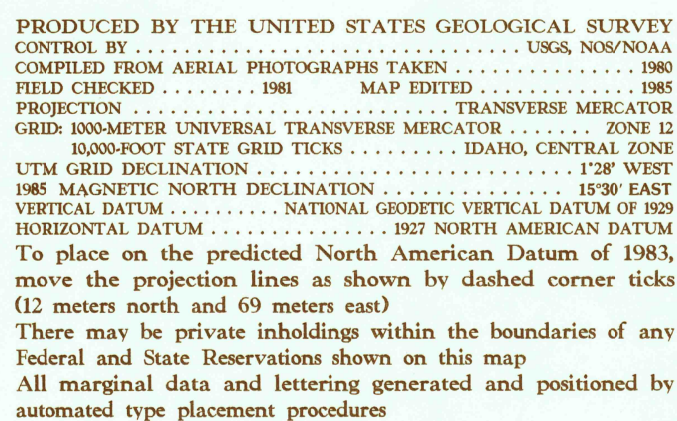 PRODUCED BY THE UNITED STATES GEOLOGICAL SURVEY
CONTROL BY . . . . . . . . . . . . . . . . . . . . . . . . . . . . . . . . . . USGS, NOS/NOAA
COMPILED FROM AERIAL PHOTOGRAPHS TAKEN . . . . . . . . . . . . . . 1980
FIELD CHECKED . . . . . . . . 1981 MAP EDITED . . . . . . . . . . . . . 1985
PROJECTION . . . . . . . . . . . . . . . . . . . . . . . . . . . . TRANSVERSE MERCATOR
GRID: 1000-METER UNIVERSAL TRANSVERSE MERCATOR . . . . . . . ZONE 12
10,000-FOOT STATE GRID TICKS . . . . . . . . . IDAHO, CENTRAL ZONE
UTM GRID DECLINATION . . . . . . . . . . . . . . . . . . . . . . . . . . . 1°28' WEST
1985 MAGNETIC NORTH DECLINATION . . . . . . . . . . . . . 15°30' EAST
VERTICAL DATUM . . . . . . . . . . NATIONAL GEODETIC VERTICAL DATUM OF 1929
HORIZONTAL DATUM . . . . . . . . . . . . . . . 1927 NORTH AMERICAN DATUM
To place on the predicted North American Datum of 1983,
move the projection lines as shown by dashed corner ticks
(12 meters north and 69 meters east)
There may be private inholdings within the boundaries of any
Federal and State Reservations shown on this map
All marginal data and lettering generated and positioned by
automated type placement procedures